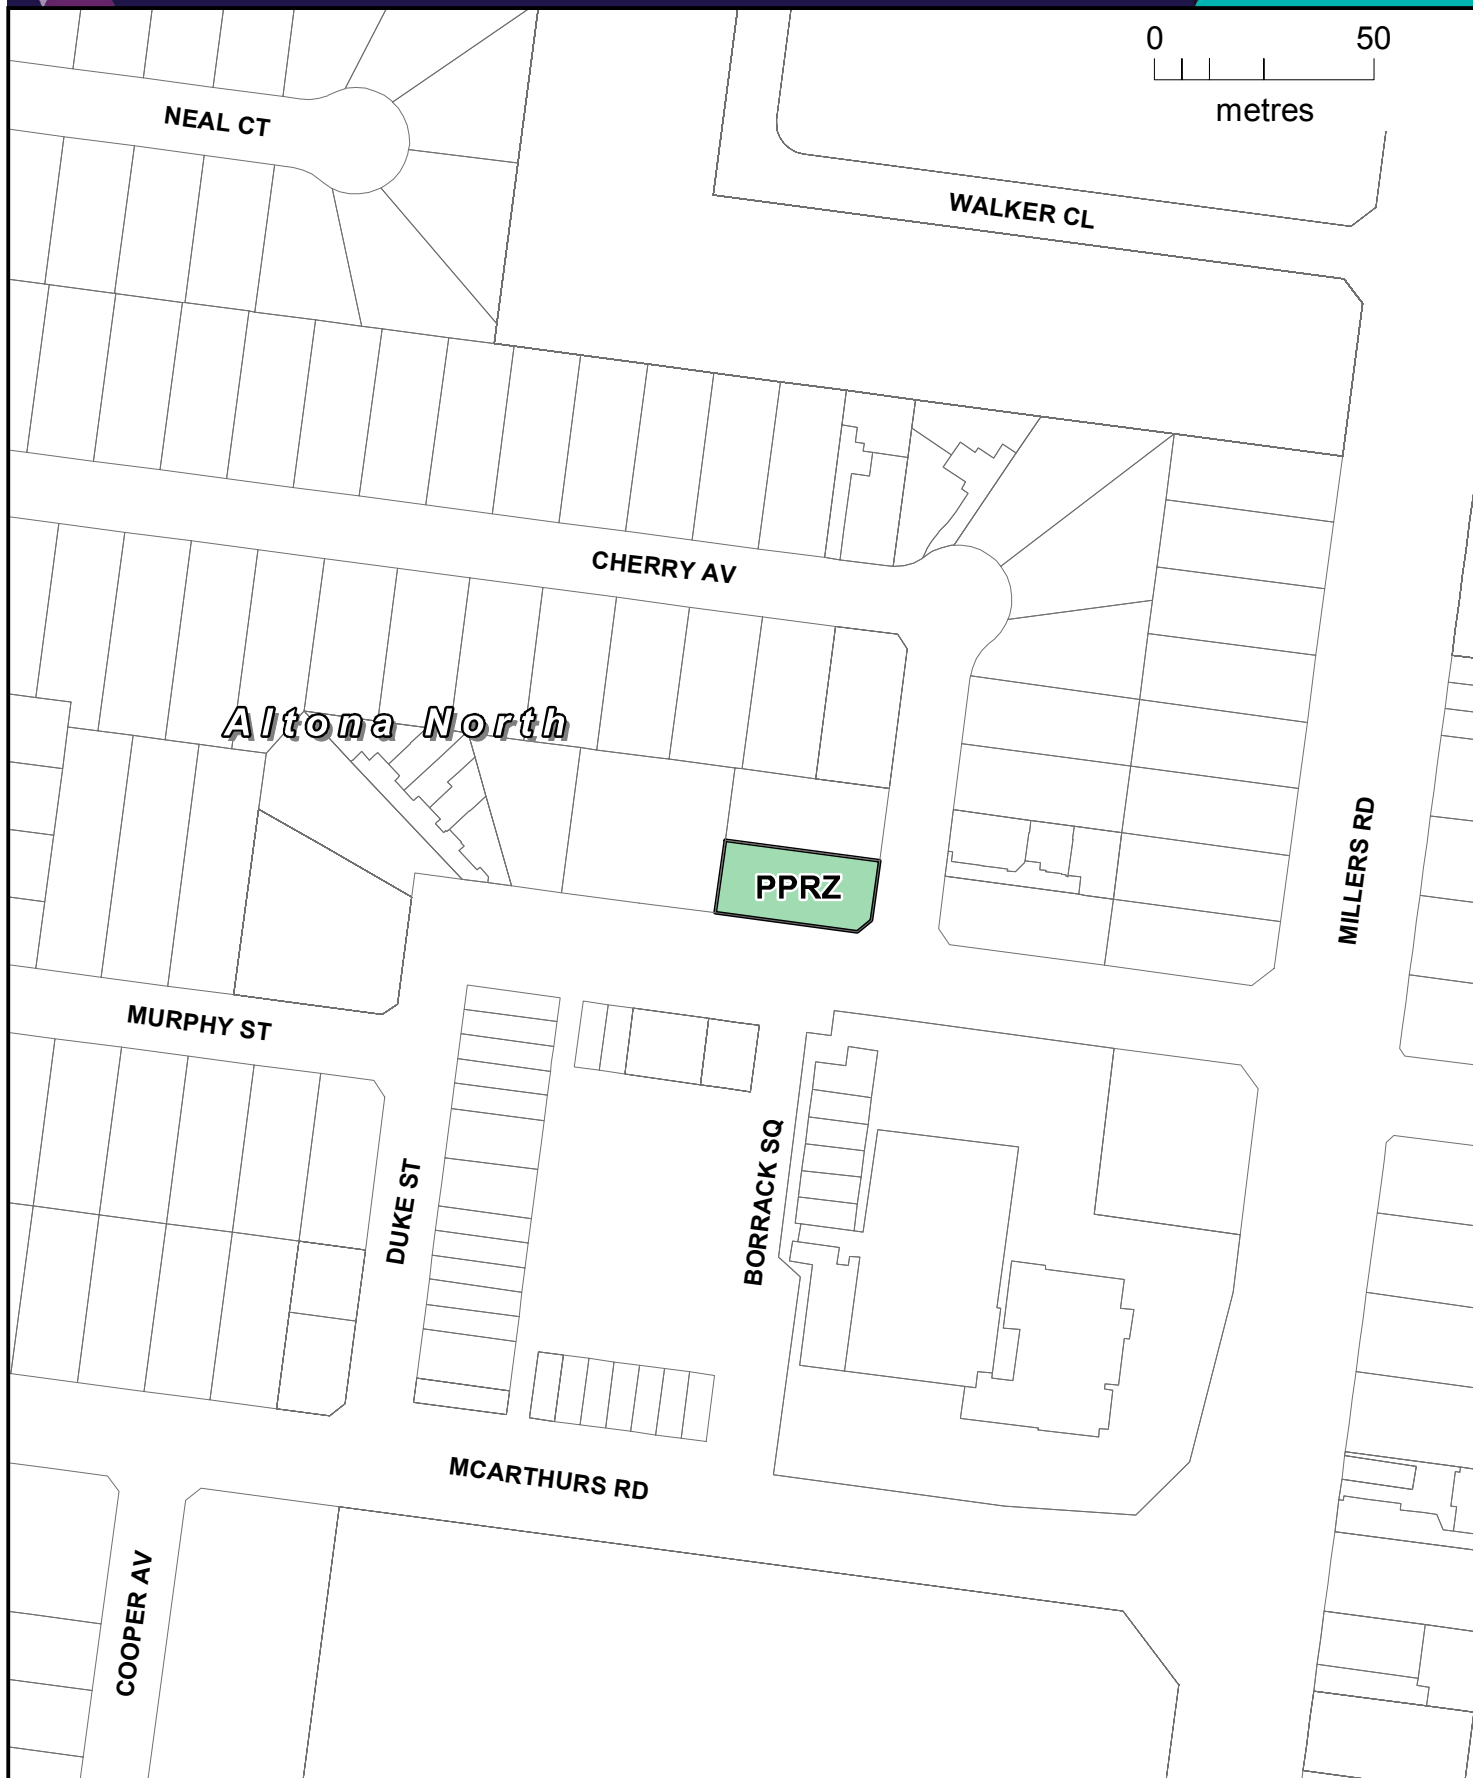 0 50
metres
NEAL CT
WALKER CL
CHERRY AV
Altona North
PPRZ
MILLERS RD
MURPHY ST
DUKE ST
BORRACK SQ
MCARTHURS RD
COOPER AV